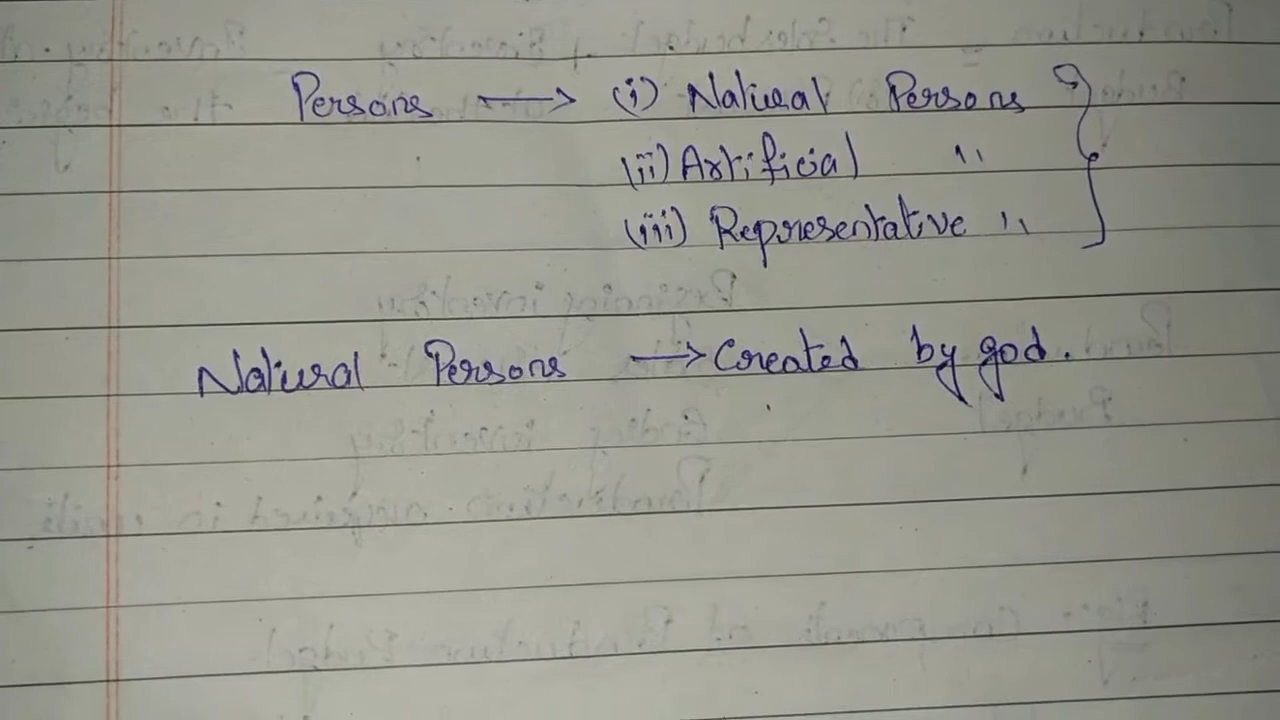 Persons → (i) Natural Persons
(ii) Artificial ,,
(iii) Representative ,,
Natural Persons → Created by god.